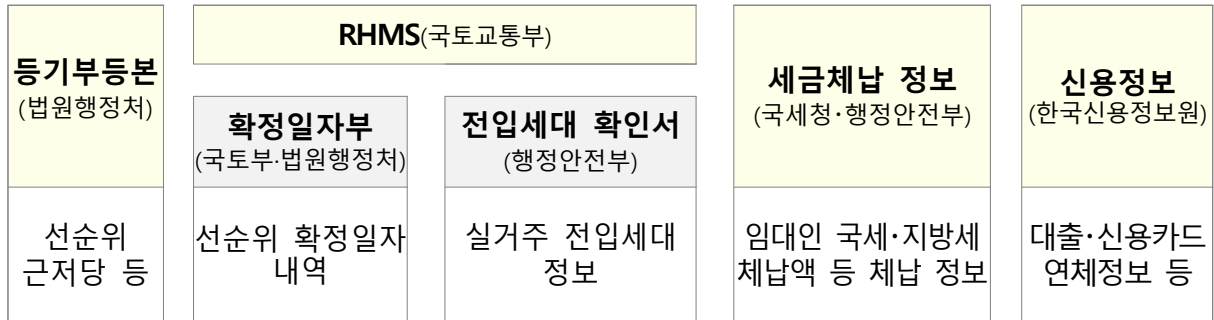 등기부등본
(법원행정처)
선순위
근저당 등
RHMS(국토교통부)
확정일자부
(국토부·법원행정처)
선순위 확정일자
내역
전입세대 확인서
(행정안전부)
실거주 전입세대
정보
세금체납 정보
(국세청·행정안전부)
임대인 국세·지방세
체납액 등 체납 정보
신용정보
(한국신용정보원)
대출·신용카드
연체정보 등